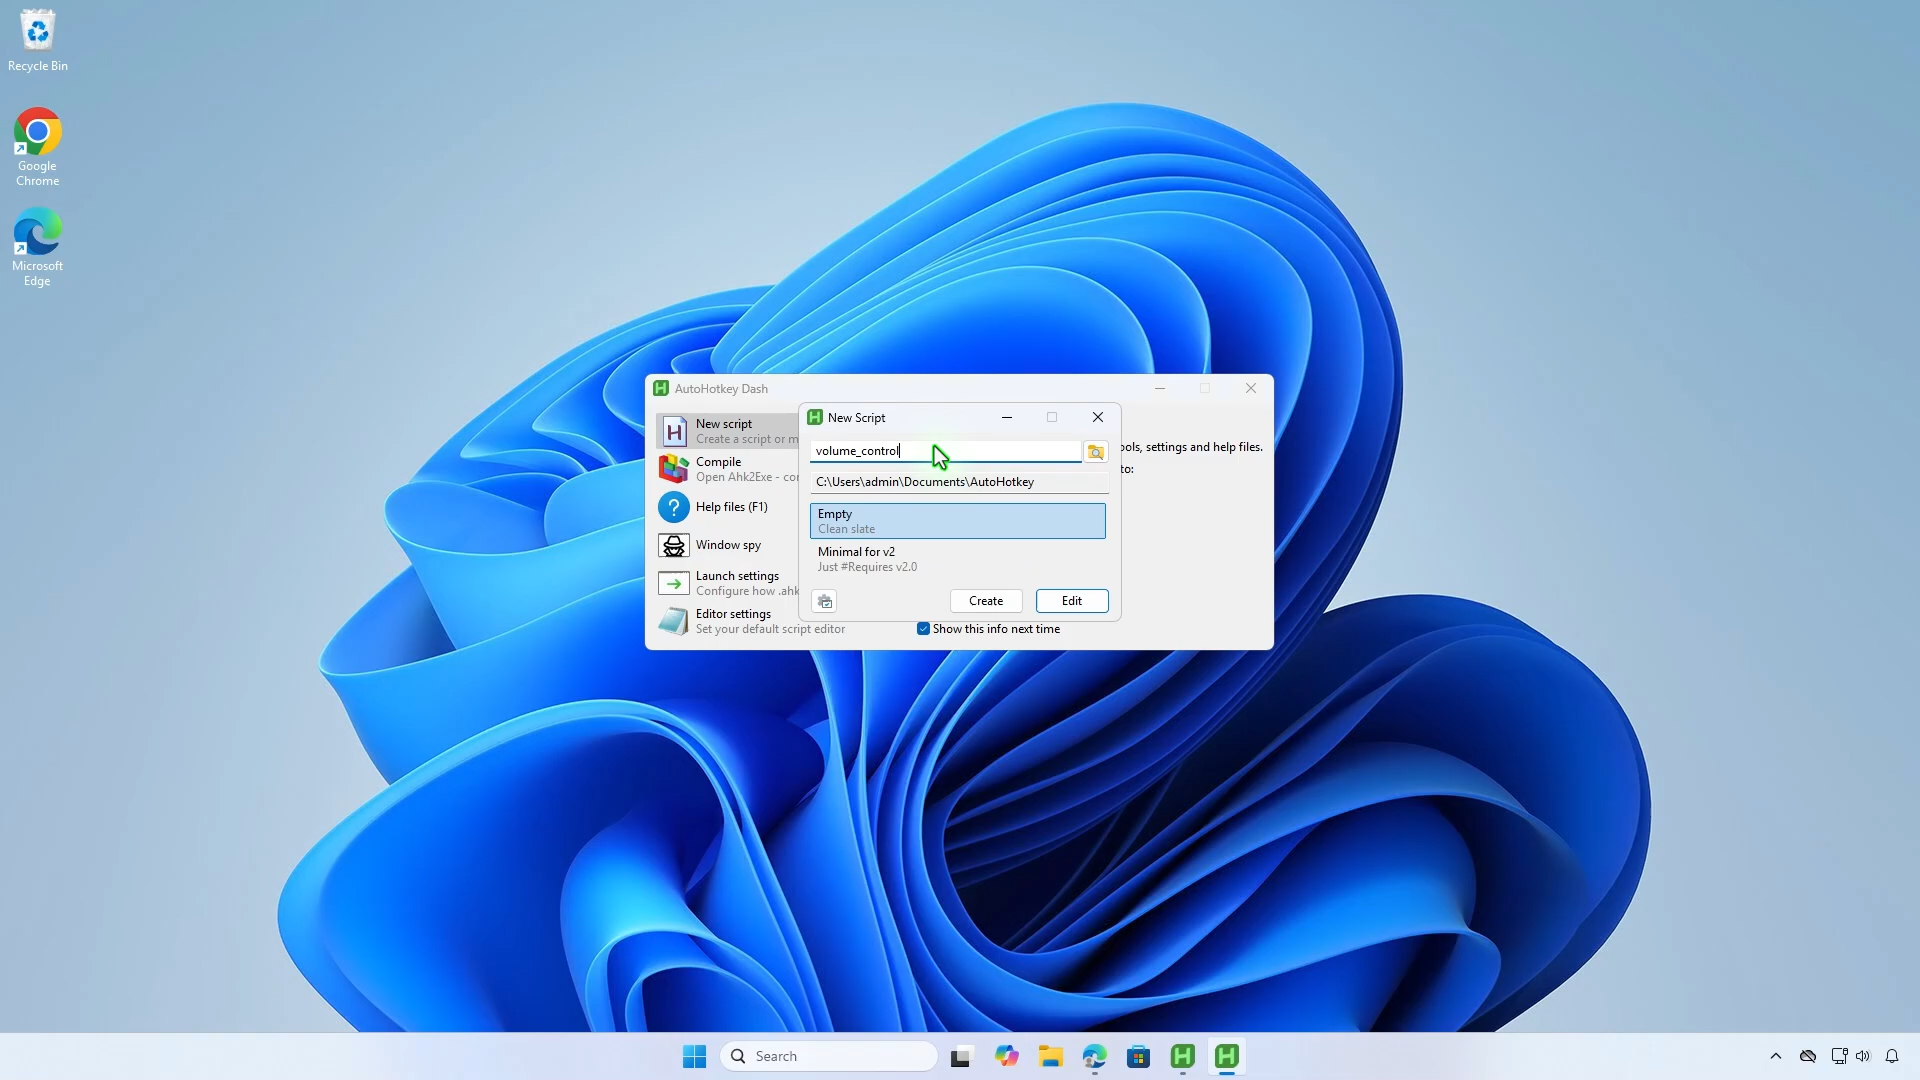 Recycle Bin
Google
Chrome
Microsoft
Edge
AutoHotkey Dash
New script
Create a script or m
Compile
Open Ahk2Exe - con
Help files (F1)
Window spy
Launch settings
Configure how .ahk
Editor settings
Set your default script editor
ools, settings and help files.
to:
Show this info next time
New Script
volume_control
C:\Users\admin\Documents\AutoHotkey
Empty
Clean slate
Minimal for v2
Just #Requires v2.0
Create
Edit
Search